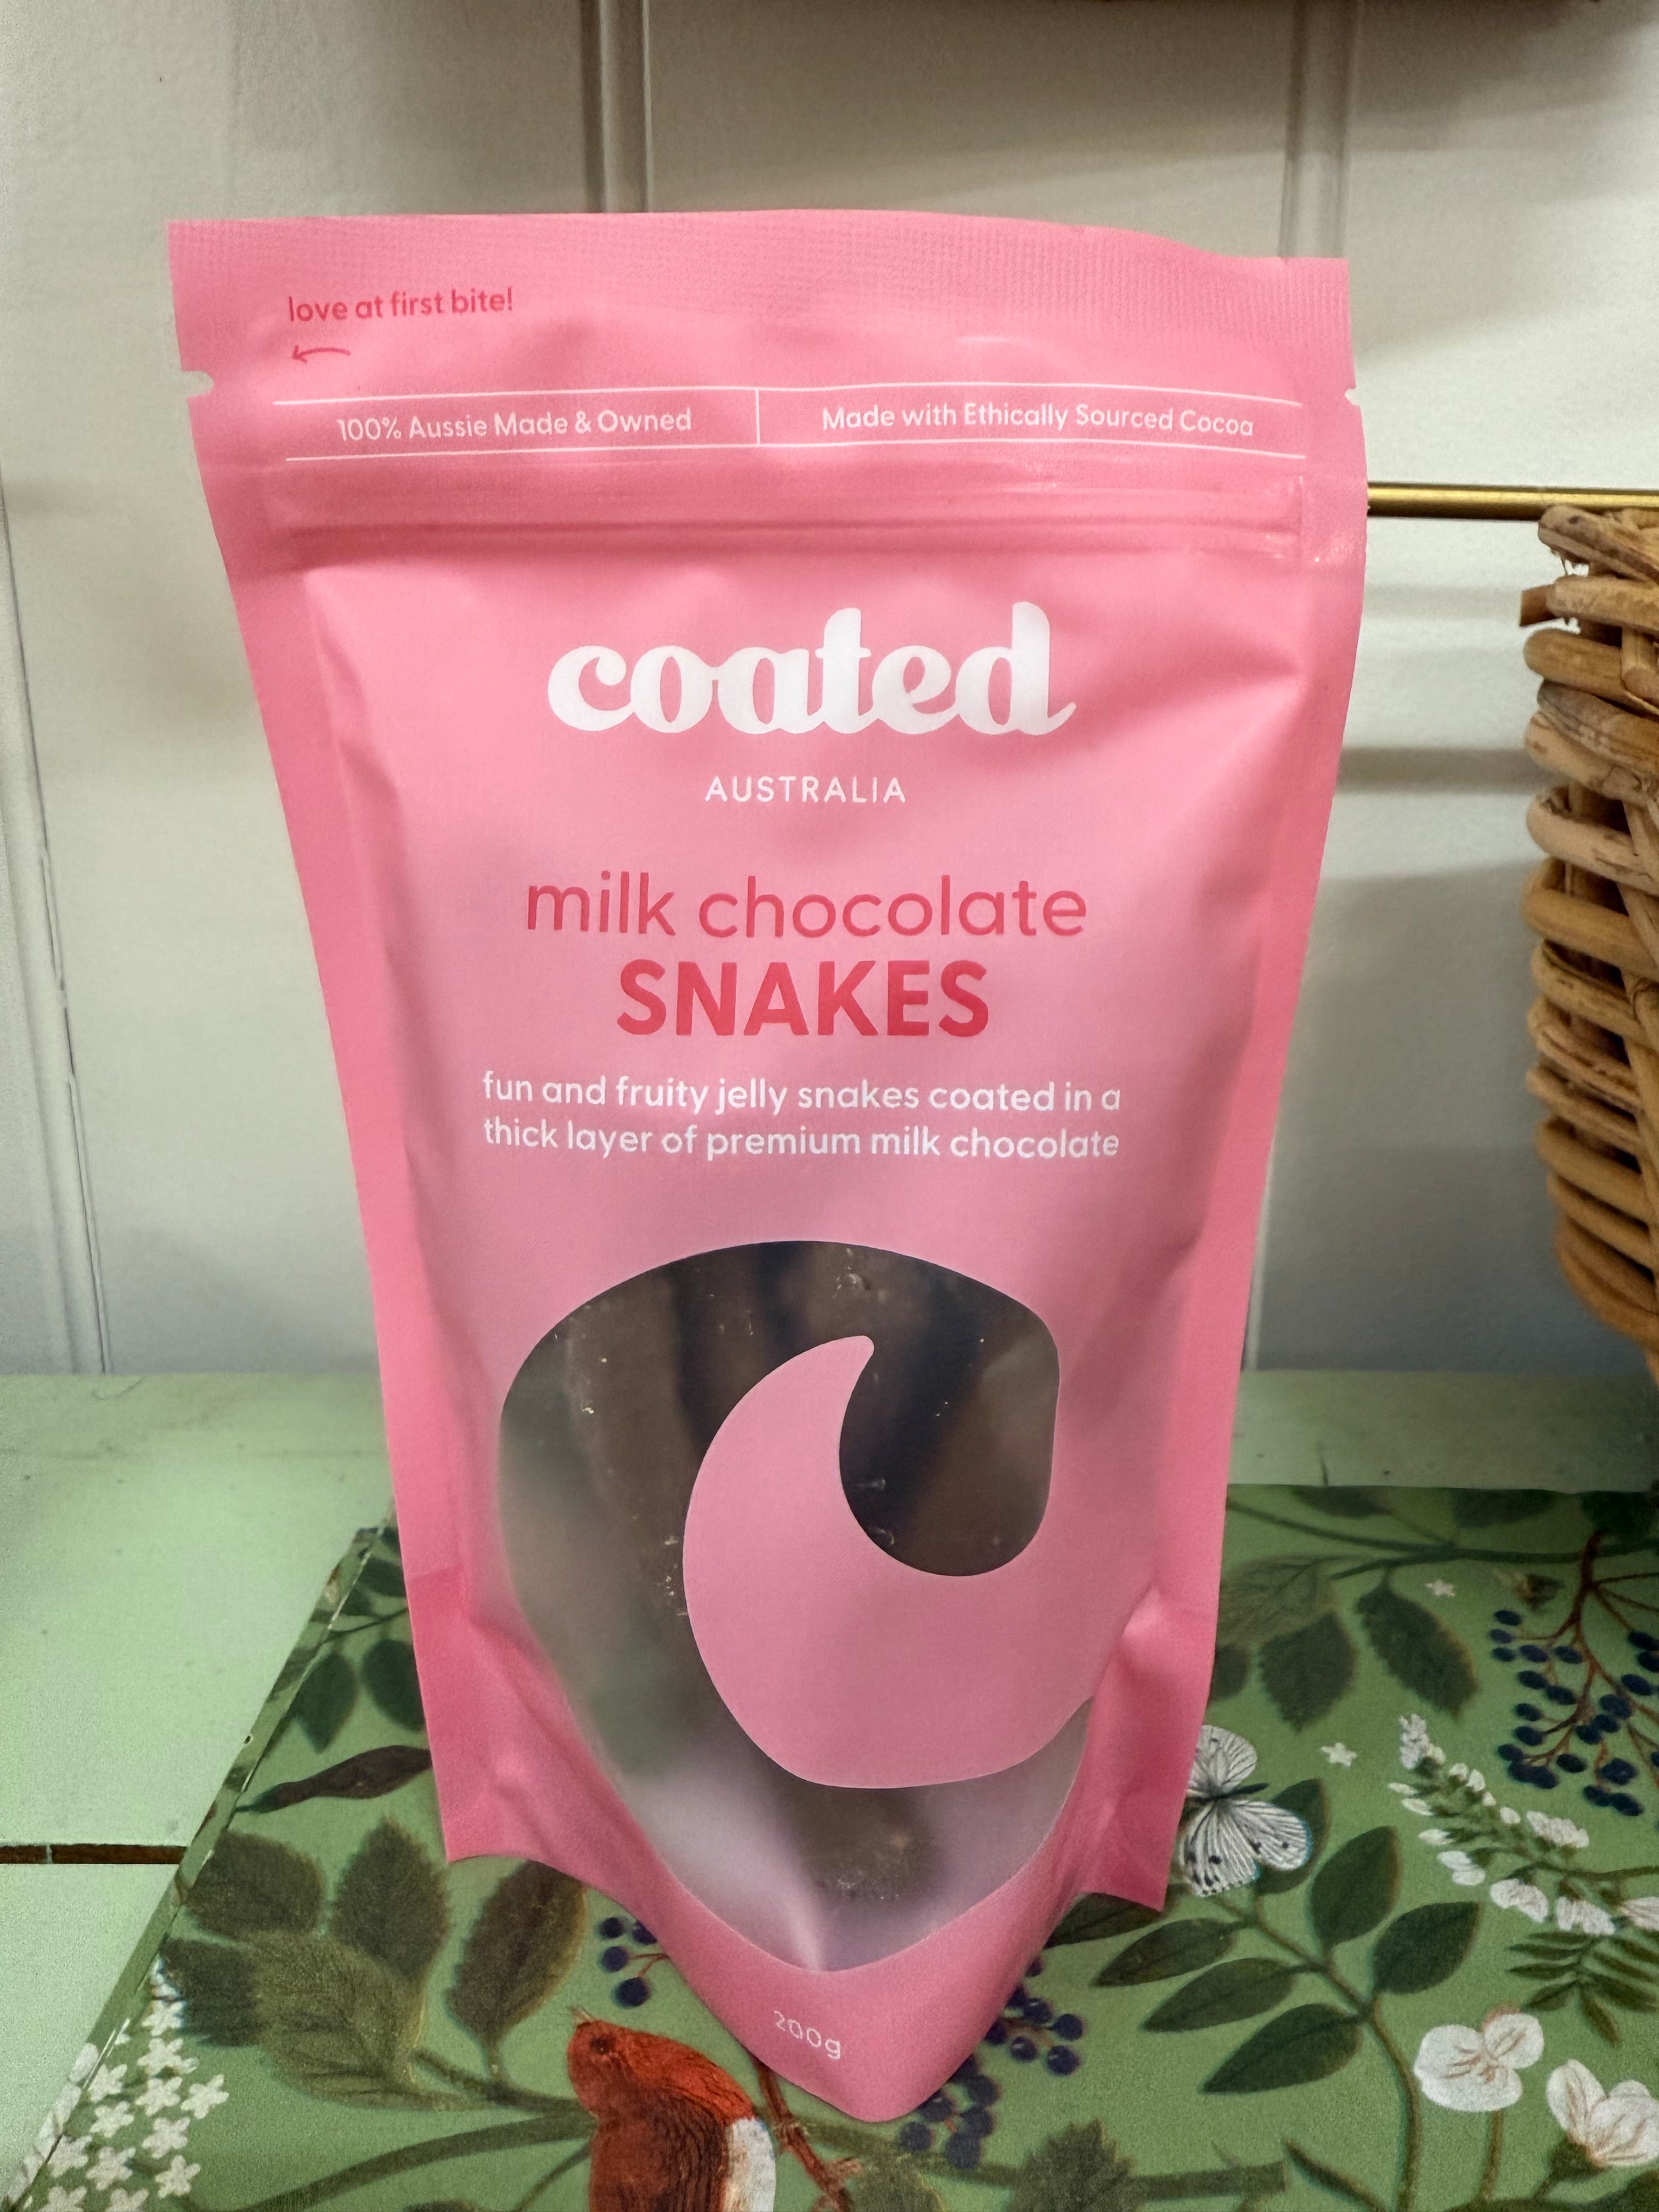 love at first bite!
100% Aussie Made & Owned
Made with Ethically Sourced Cocoa
coated
AUSTRALIA
milk chocolate
SNAKES
fun and fruity jelly snakes coated in a
thick layer of premium milk chocolate
200g